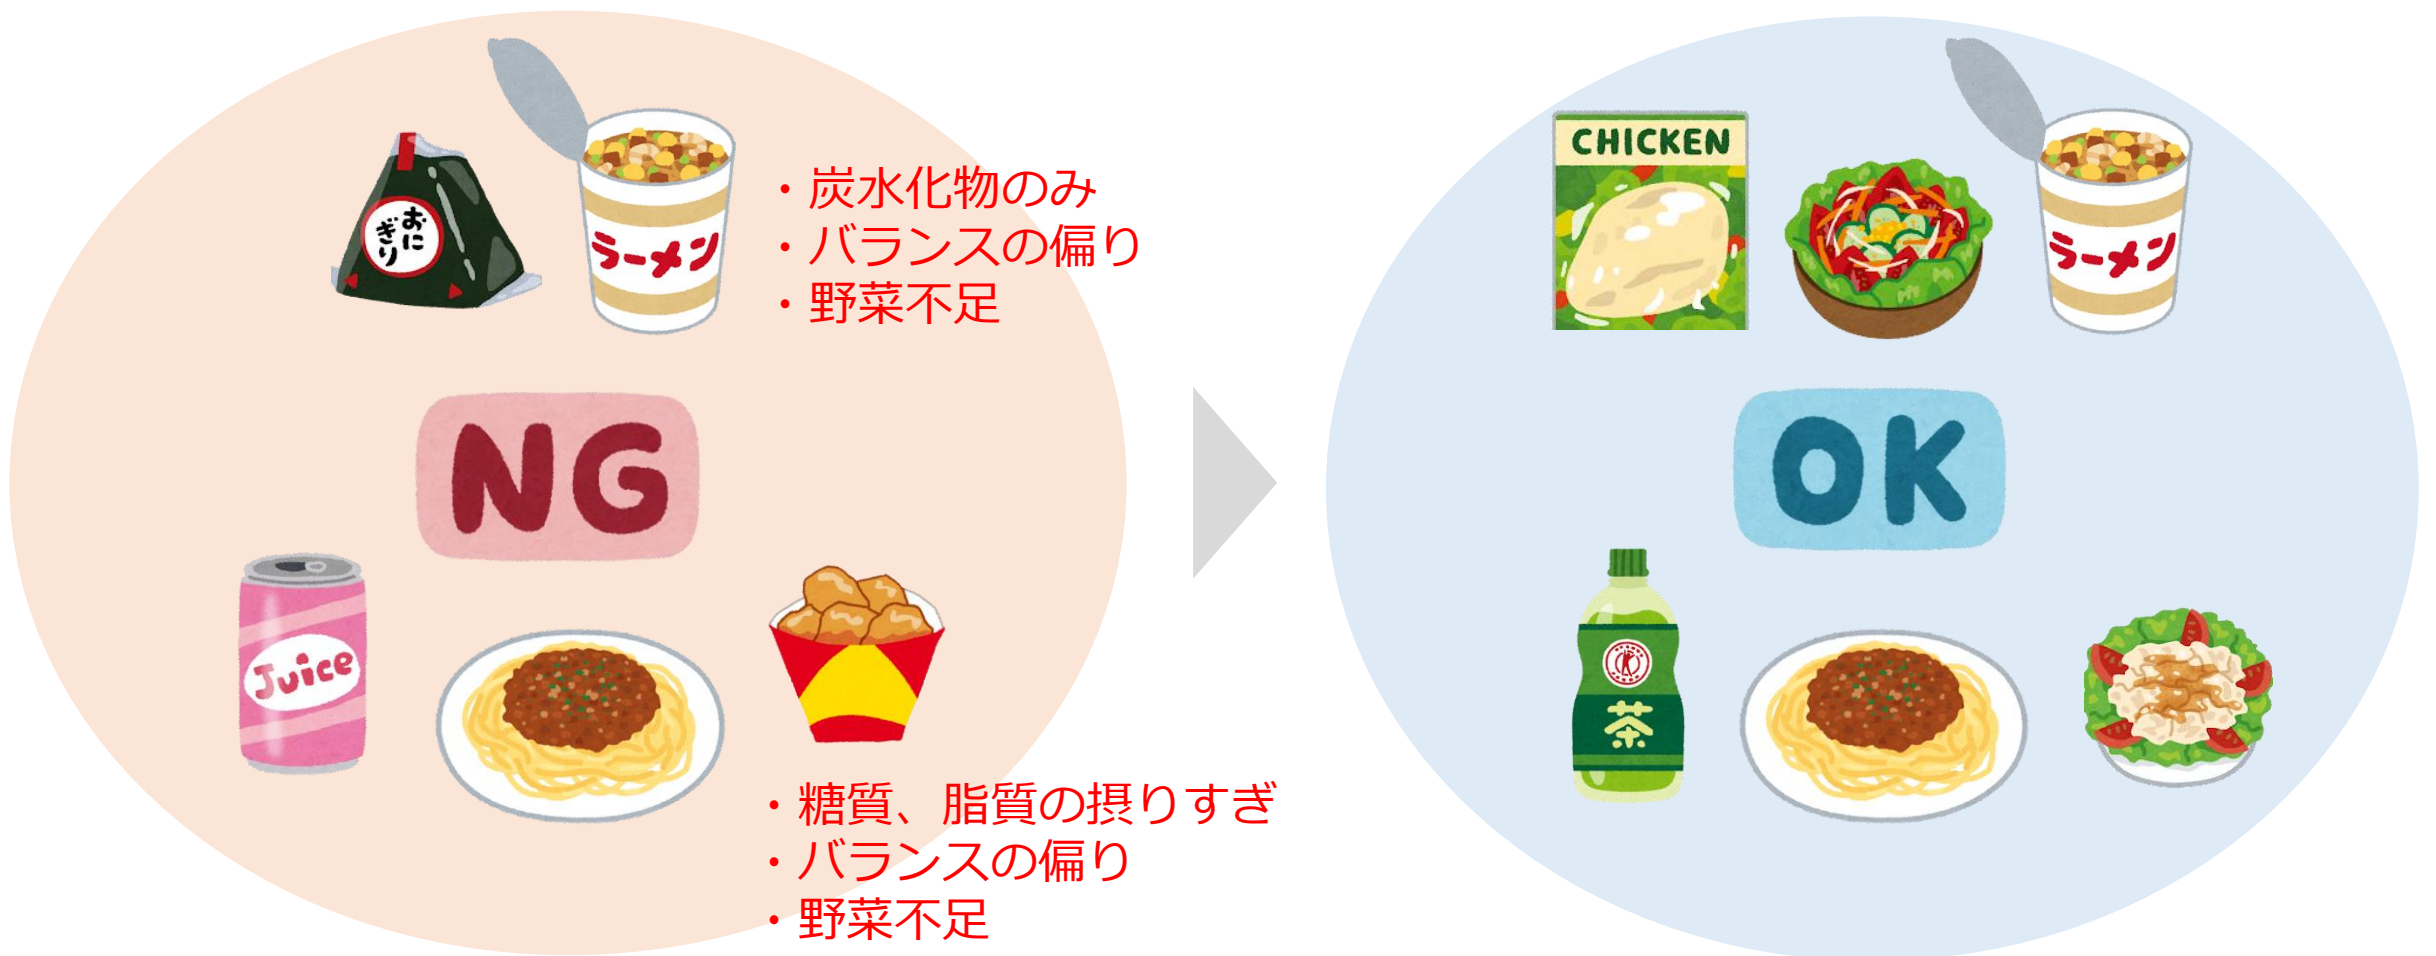 おに
ぎり
ラーメン
・炭水化物のみ
・バランスの偏り
・野菜不足
NG
Juice
・糖質、脂質の摂りすぎ
・バランスの偏り
・野菜不足
CHICKEN
ラーメン
OK
茶